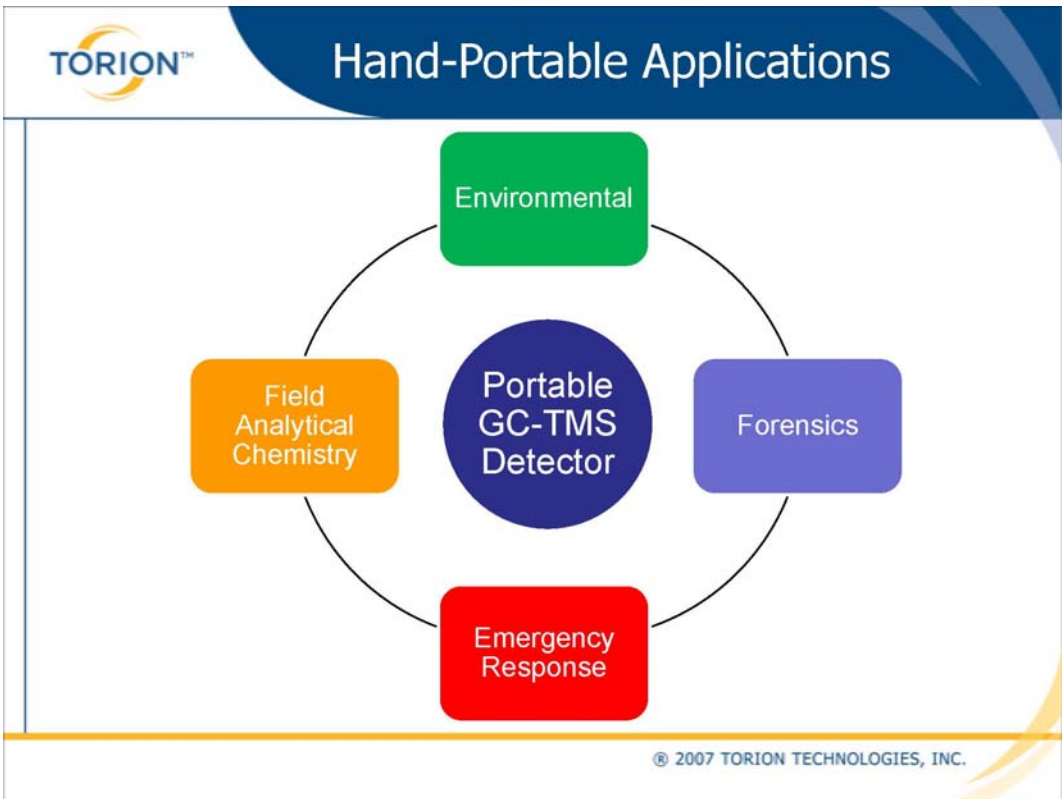 TORION™
Hand-Portable Applications
Environmental
Field
Analytical
Chemistry
Portable
GC-TMS
Detector
Forensics
Emergency
Response
® 2007 TORION TECHNOLOGIES, INC.